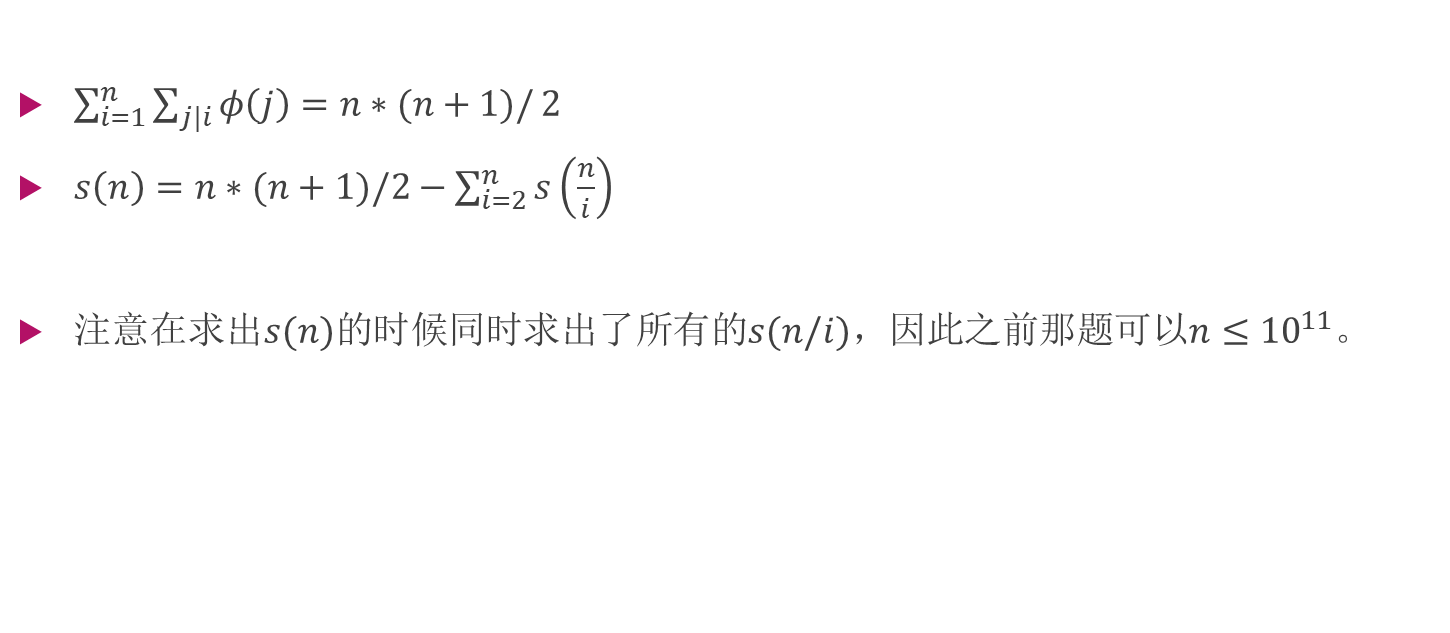 ∑_{i=1}^{n} ∑_{j|i} ϕ(j) = n ∗ (n + 1)/ 2
s(n) = n ∗ (n + 1)/2 − ∑_{i=2}^{n} s(n/i)
注意在求出s(n)的时候同时求出了所有的s(n/i)，因此之前那题可以n ≤ 10^{11}。